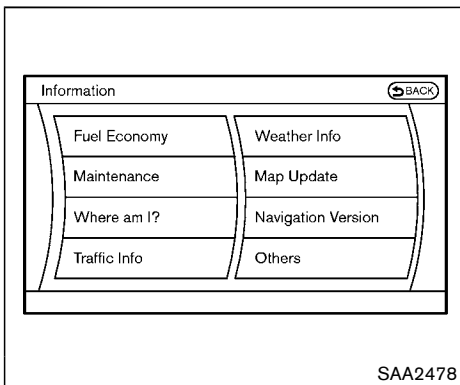 Information
BACK
Fuel Economy
Weather Info
Maintenance
Map Update
Where am I?
Navigation Version
Traffic Info
Others
SAA2478